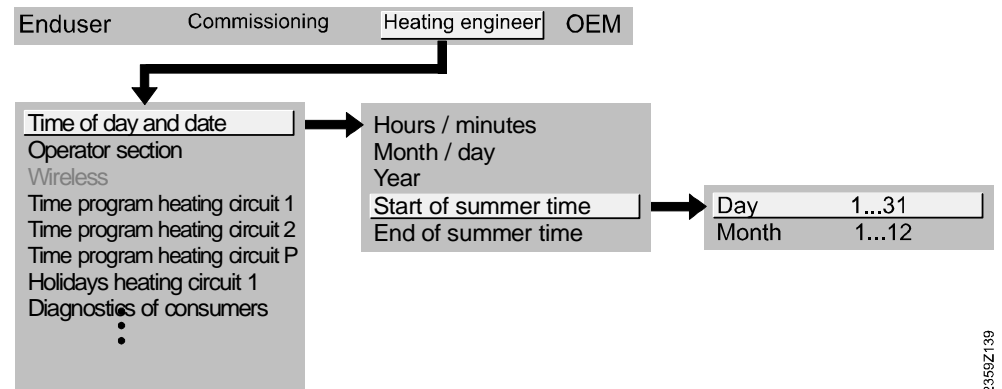 Enduser Commissioning Heating engineer OEM
Time of day and date
Operator section
Wireless
Time program heating circuit 1
Time program heating circuit 2
Time program heating circuit P
Holidays heating circuit 1
Diagnostics of consumers
Hours / minutes
Month / day
Year
Start of summer time
End of summer time
Day 1...31
Month 1...12
2359Z139